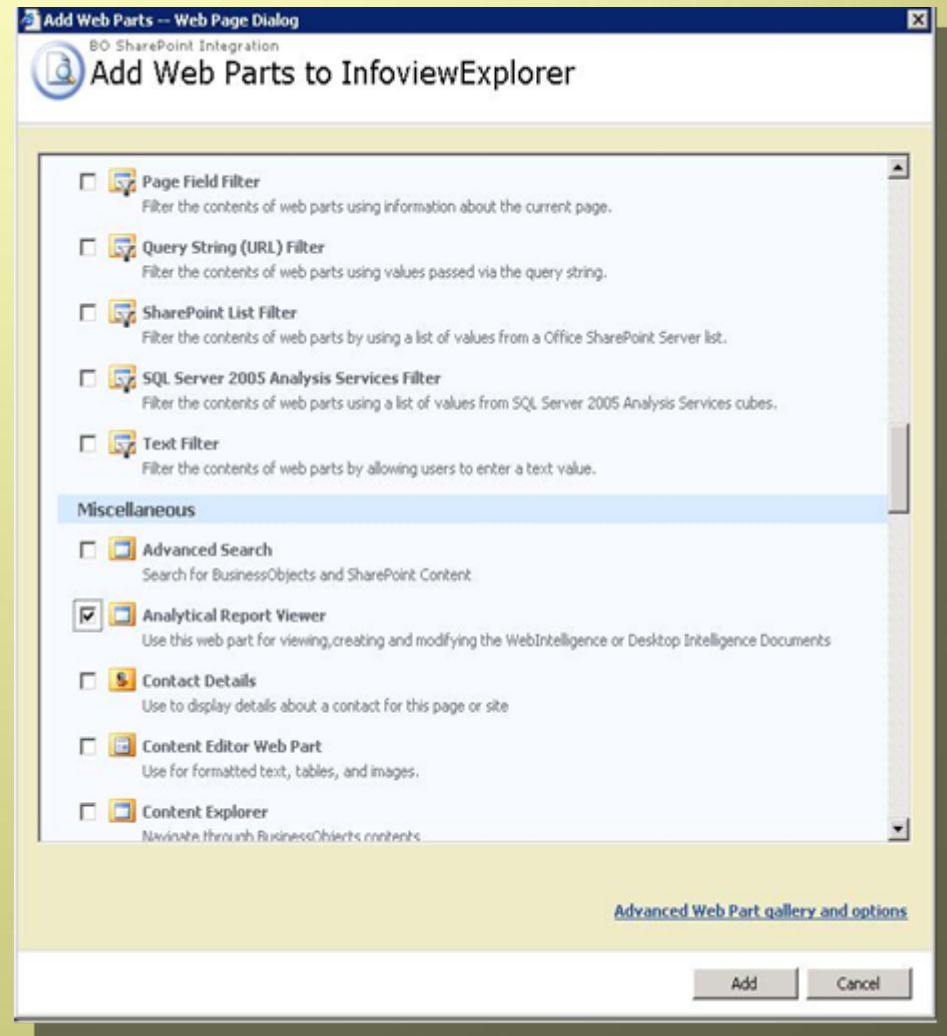 Add Web Parts -- Web Page Dialog
BO SharePoint Integration
Add Web Parts to InfoviewExplorer
Page Field Filter
Filter the contents of web parts using information about the current page.
Query String (URL) Filter
Filter the contents of web parts using values passed via the query string.
SharePoint List Filter
Filter the contents of web parts by using a list of values from a Office SharePoint Server list.
SQL Server 2005 Analysis Services Filter
Filter the contents of web parts using a list of values from SQL Server 2005 Analysis Services cubes.
Text Filter
Filter the contents of web parts by allowing users to enter a text value.
Miscellaneous
Advanced Search
Search for BusinessObjects and SharePoint Content
Analytical Report Viewer
Use this web part for viewing,creating and modifying the WebIntelligence or Desktop Intelligence Documents
Contact Details
Use to display details about a contact for this page or site
Content Editor Web Part
Use for formatted text, tables, and images.
Content Explorer
Navigate through BusinessObjects contents
Advanced Web Part gallery and options
Add
Cancel